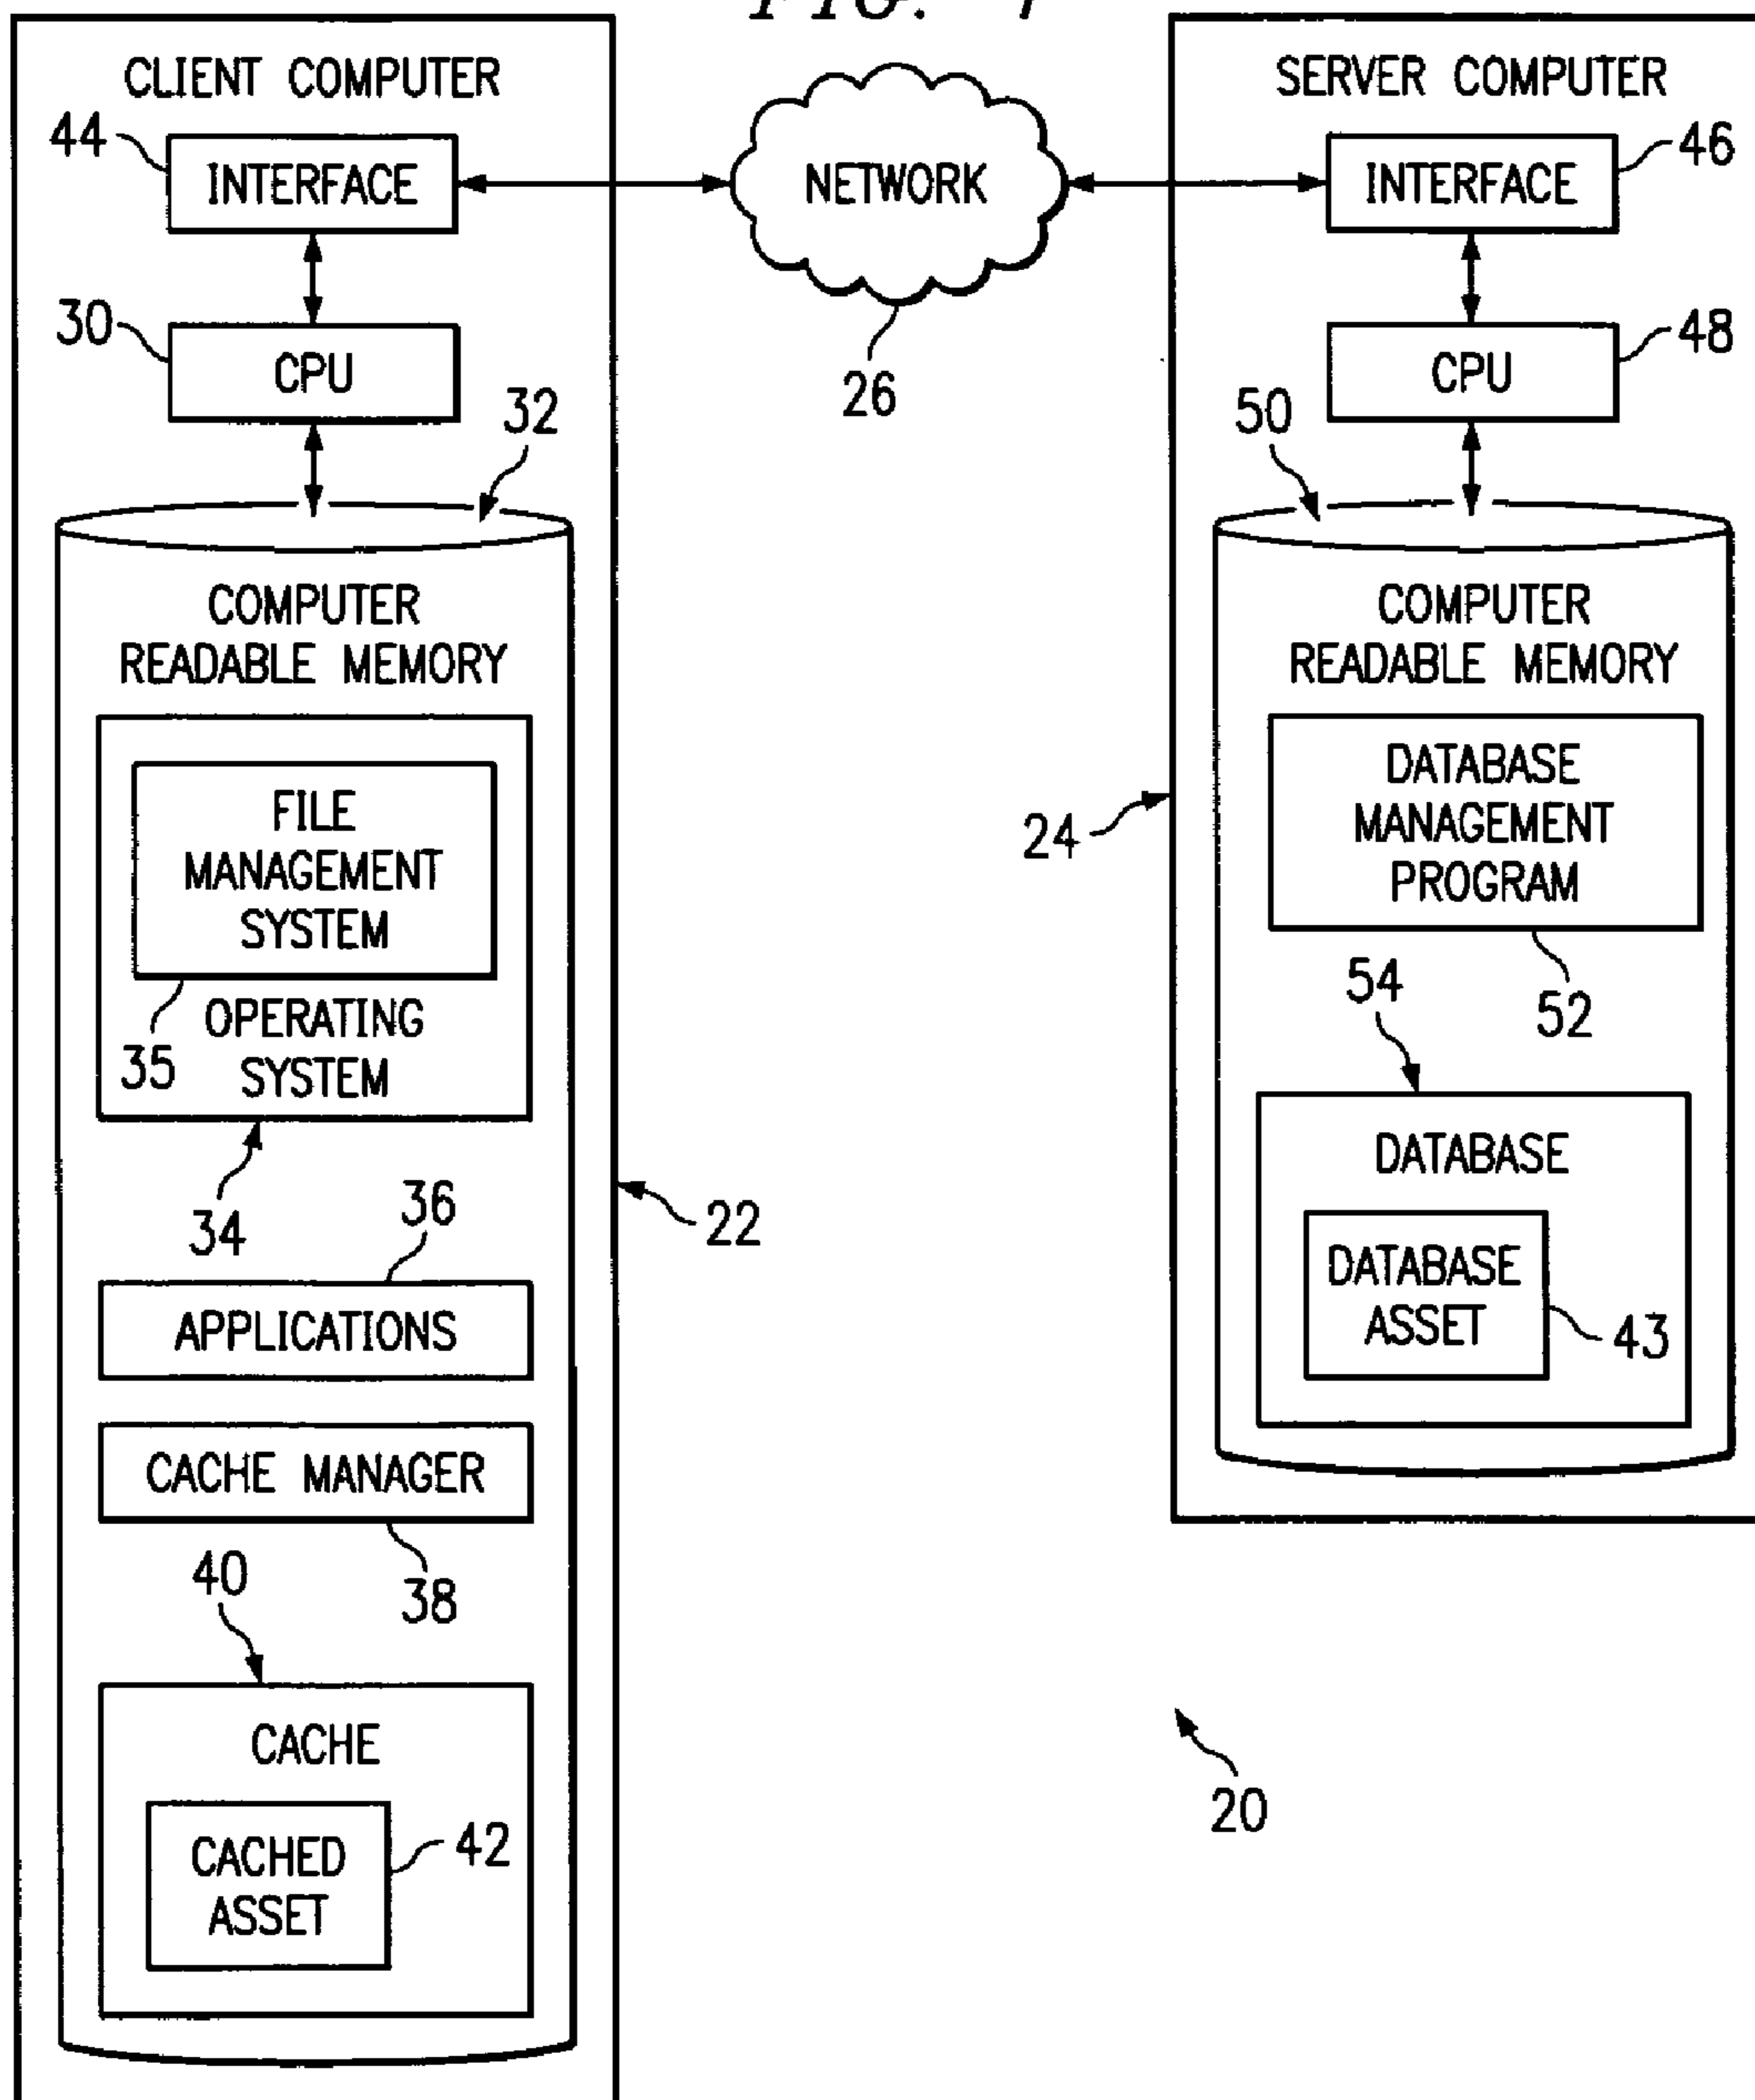 FIG. 1
CLIENT COMPUTER
44
INTERFACE
30
CPU
32
COMPUTER
READABLE MEMORY
FILE
MANAGEMENT
SYSTEM
35
OPERATING
SYSTEM
34
36
APPLICATIONS
CACHE MANAGER
38
40
CACHE
CACHED
ASSET
42
22
NETWORK
26
SERVER COMPUTER
INTERFACE
46
CPU
48
50
COMPUTER
READABLE MEMORY
DATABASE
MANAGEMENT
PROGRAM
52
24
54
DATABASE
DATABASE
ASSET
43
20